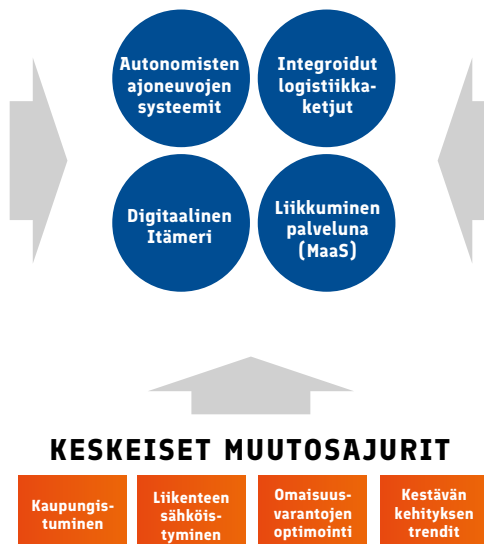 Autonomisten
ajoneuvojen
systeemit
Integroidut
logistiikka-
ketjut
Digitaalinen
Itämeri
Liikkuminen
palveluna
(MaaS)
KESKEISET MUUTOSAJURIT
Kaupungis-
tuminen
Liikenteen
sähköis-
tyminen
Omaisuus-
varantojen
optimointi
Kestävän
kehityksen
trendit